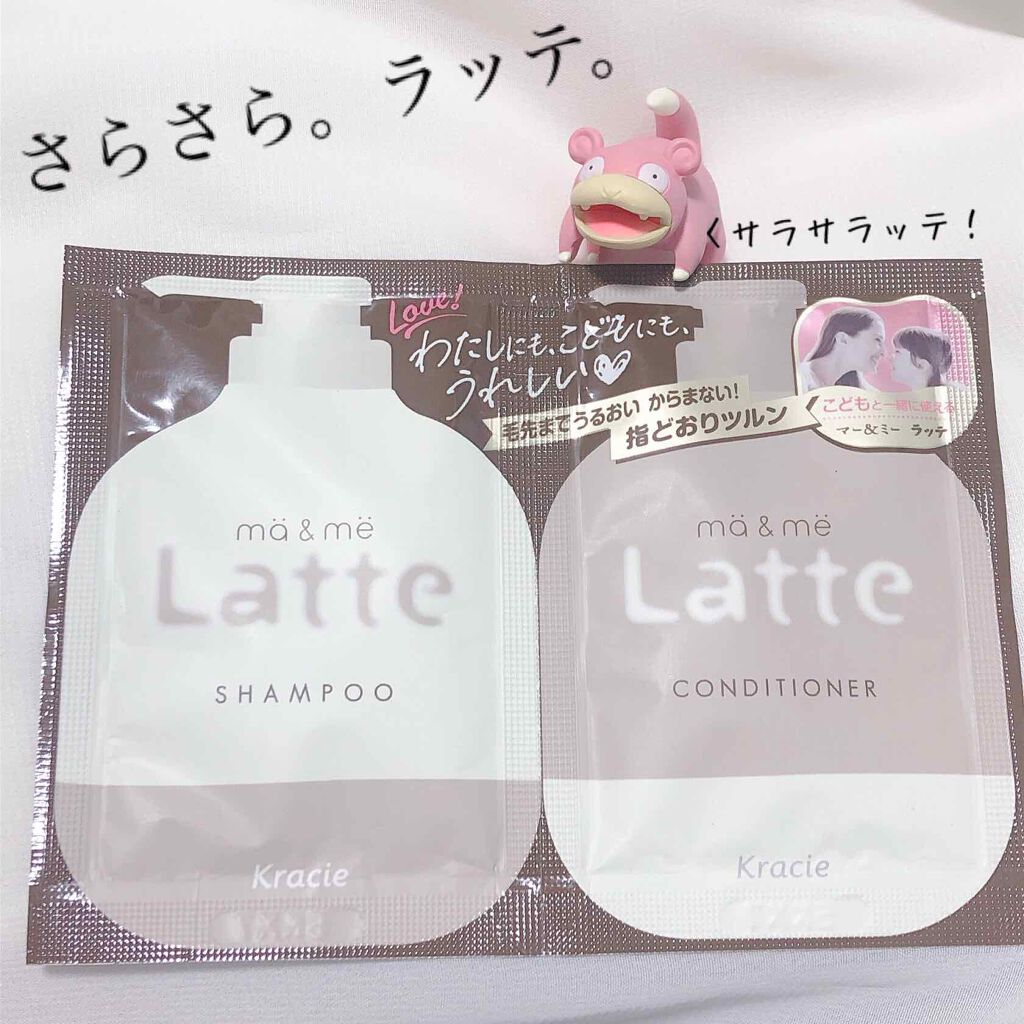 さらさら。ラッテ。
くサラサラッテ！
Love!
わたしにも、こどもにも、
うれしい♡
毛先までうるおい からまない！
指どおりツルン
こどもと一緒に使える
マー&ミー ラッテ
mä & më
Latte
SHAMPOO
Kracie
mä & më
Latte
CONDITIONER
Kracie